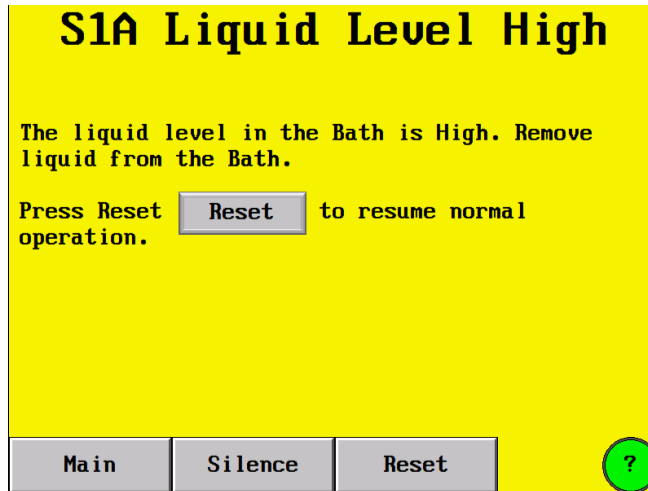 S1A Liquid Level High
The liquid level in the Bath is High. Remove
liquid from the Bath.
Press Reset Reset to resume normal
operation.
Main Silence Reset ?